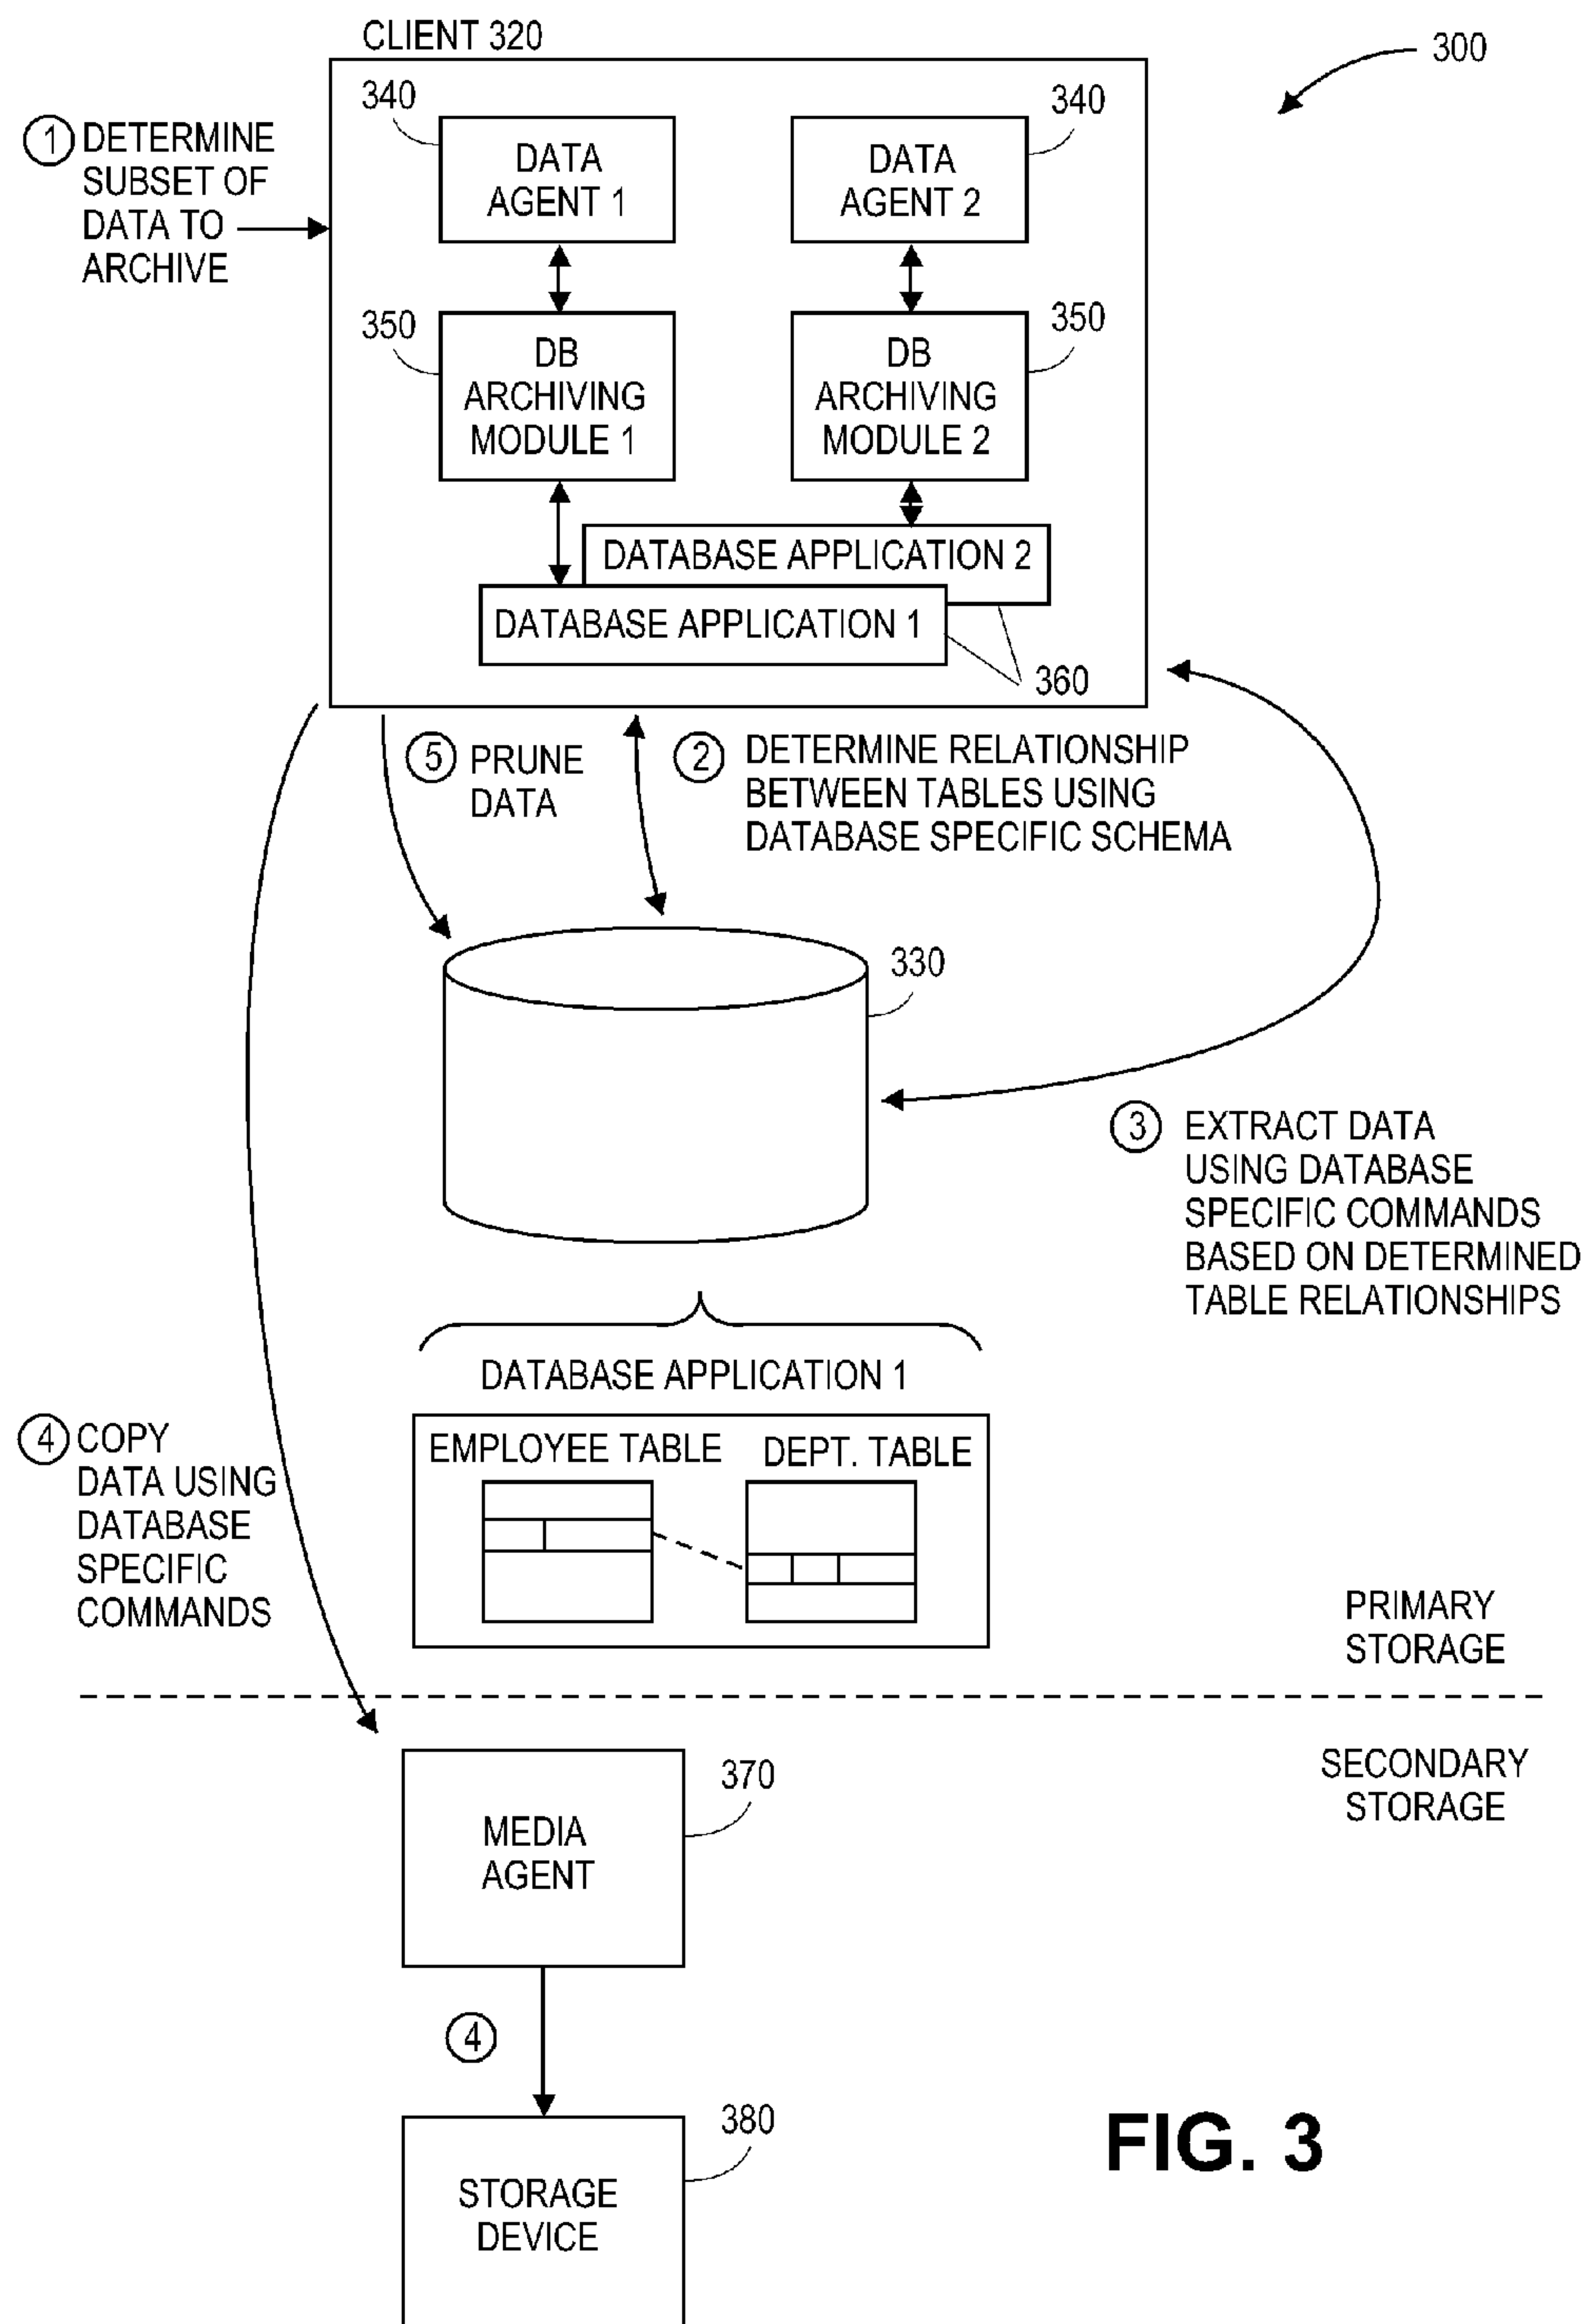 CLIENT 320
300
340
340
① DETERMINE
SUBSET OF
DATA TO
ARCHIVE
DATA
AGENT 1
DATA
AGENT 2
350
350
DB
ARCHIVING
MODULE 1
DB
ARCHIVING
MODULE 2
DATABASE APPLICATION 2
DATABASE APPLICATION 1
360
⑤ PRUNE
DATA
② DETERMINE RELATIONSHIP
BETWEEN TABLES USING
DATABASE SPECIFIC SCHEMA
330
③ EXTRACT DATA
USING DATABASE
SPECIFIC COMMANDS
BASED ON DETERMINED
TABLE RELATIONSHIPS
DATABASE APPLICATION 1
EMPLOYEE TABLE
DEPT. TABLE
④ COPY
DATA USING
DATABASE
SPECIFIC
COMMANDS
PRIMARY
STORAGE
SECONDARY
STORAGE
370
MEDIA
AGENT
④
380
STORAGE
DEVICE
FIG. 3